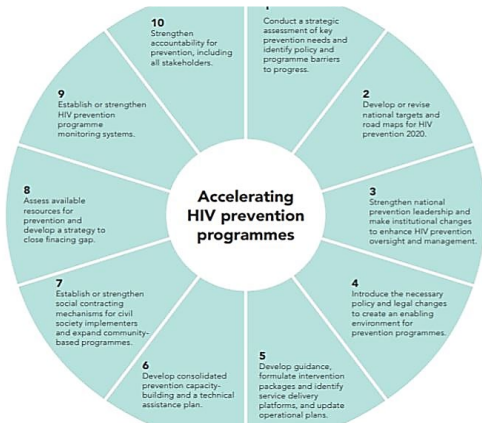 Accelerating
HIV prevention
programmes
1
Conduct a strategic
assessment of key
prevention needs and
identify policy and
programme barriers
to progress.
2
Develop or revise
national targets and
road maps for HIV
prevention 2020.
3
Strengthen national
prevention leadership and
make institutional changes
to enhance HIV prevention
oversight and management.
4
Introduce the necessary
policy and legal changes
to create an enabling
environment for
prevention programmes.
5
Develop guidance,
formulate intervention
packages and identify
service delivery
platforms, and update
operational plans.
6
Develop consolidated
prevention capacity-
building and a technical
assistance plan.
7
Establish or strengthen
social contracting
mechanisms for civil
society implementers
and expand community-
based programmes.
8
Assess available
resources for
prevention and
develop a strategy to
close finacing gap.
9
Establish or strengthen
HIV prevention
programme
monitoring systems.
10
Strengthen
accountability for
prevention, including
all stakeholders.